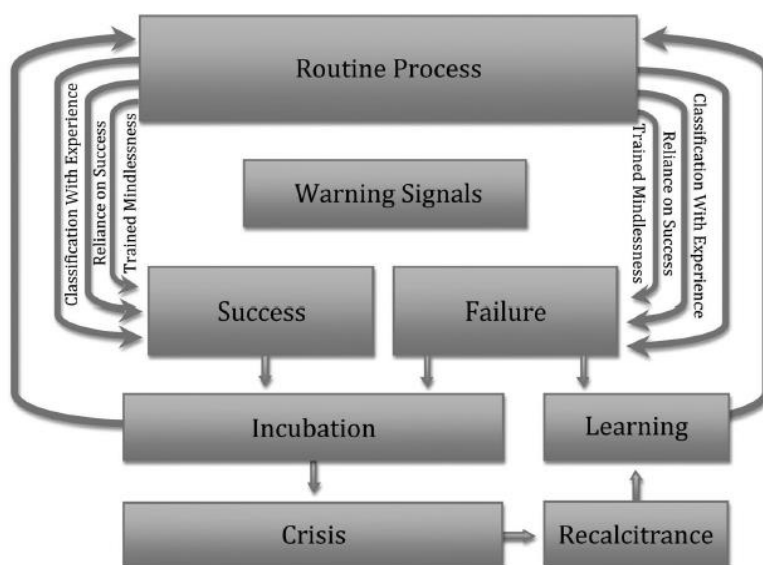 Routine Process
Classification With Experience
Reliance on Success
Trained Mindlessness
Trained Mindlessness
Reliance on Success
Classification With Experience
Warning Signals
Success
Failure
Incubation
Learning
Crisis
Recalcitrance